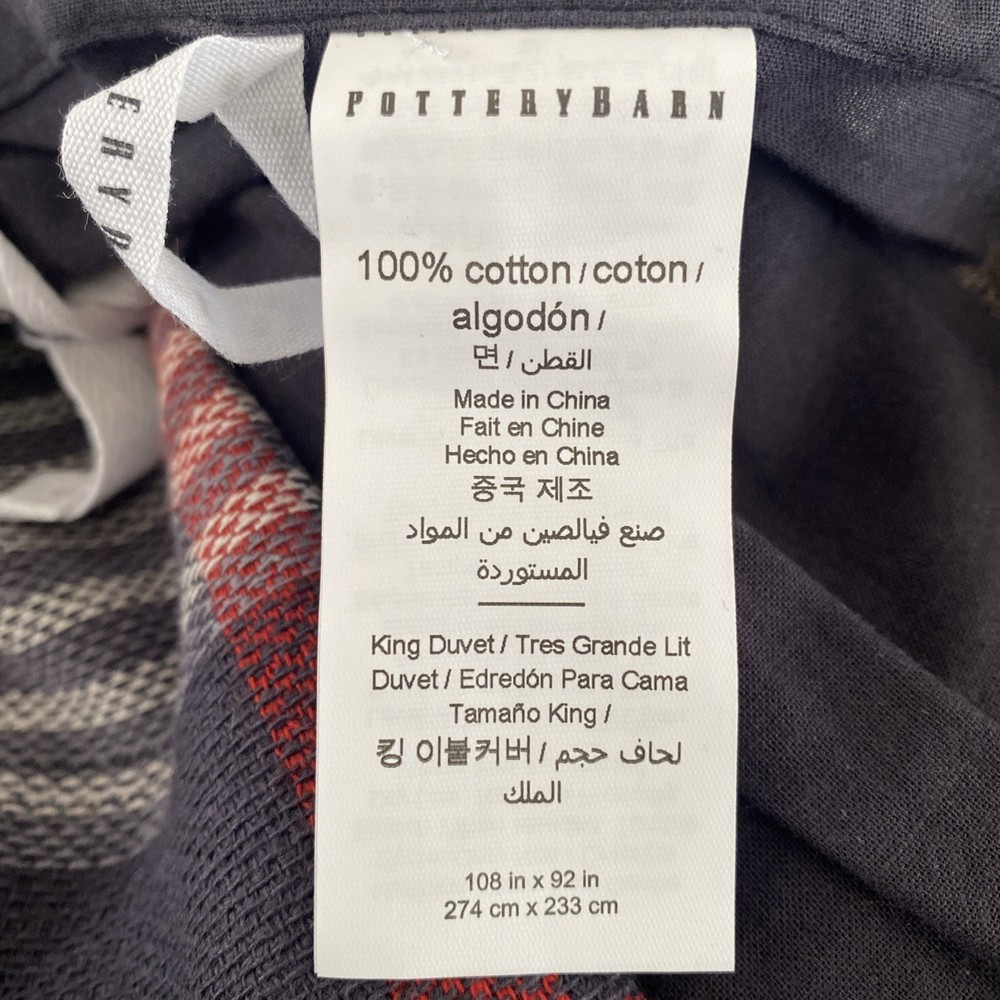 ERYB
POTTERYBARN
100% cotton / coton /
algodón /
면 / القطن
Made in China
Fait en Chine
Hecho en China
중국 제조
صنع فيالصين من المواد
المستوردة
King Duvet / Tres Grande Lit
Duvet / Edredón Para Cama
Tamaño King /
킹 이불커버 / لحاف حجم
الملك
108 in x 92 in
274 cm x 233 cm